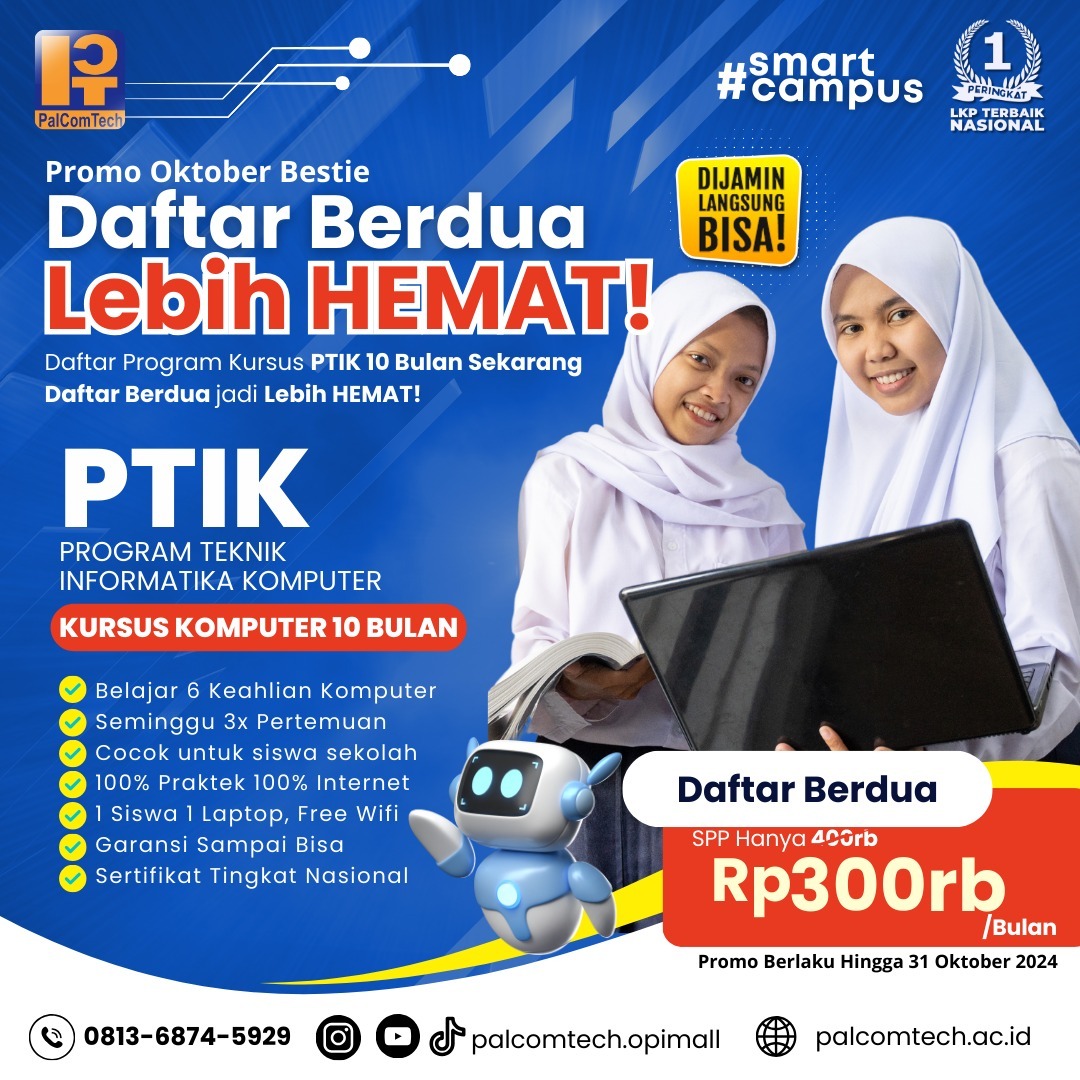 PalComTech
#smart
campus
1
PERINGKAT
LKP TERBAIK
NASIONAL
Promo Oktober Bestie
Daftar Berdua
Lebih HEMAT!
Daftar Program Kursus PTIK 10 Bulan Sekarang
Daftar Berdua jadi Lebih HEMAT!
DIJAMIN
LANGSUNG
BISA!
PTIK
PROGRAM TEKNIK
INFORMATIKA KOMPUTER
KURSUS KOMPUTER 10 BULAN
Belajar 6 Keahlian Komputer
Seminggu 3x Pertemuan
Cocok untuk siswa sekolah
100% Praktek 100% Internet
1 Siswa 1 Laptop, Free Wifi
Garansi Sampai Bisa
Sertifikat Tingkat Nasional
Daftar Berdua
SPP Hanya 400rb
Rp300rb
/Bulan
Promo Berlaku Hingga 31 Oktober 2024
0813-6874-5929
palcomtech.opimall
palcomtech.ac.id